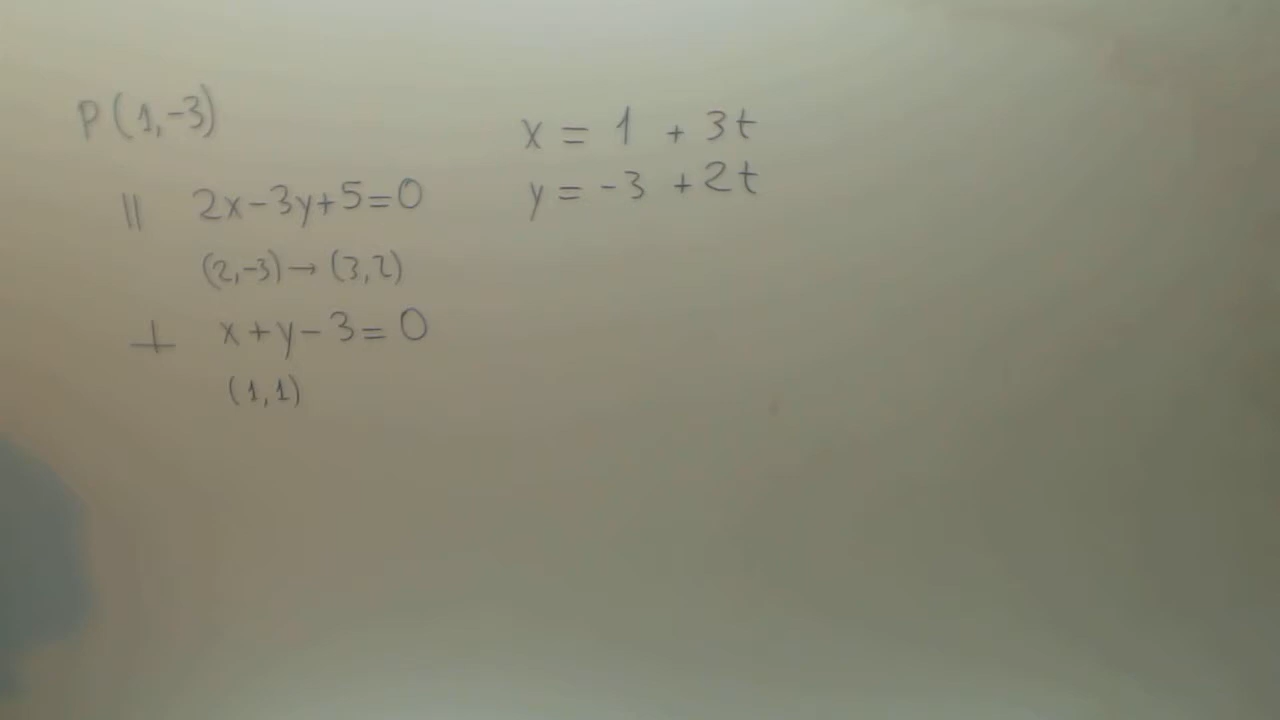 P(1,-3)
|| 2x-3y+5=0
(2,-3)→(3,2)
⊥ x+y-3=0
(1,1)
x = 1 + 3t
y = -3 + 2t